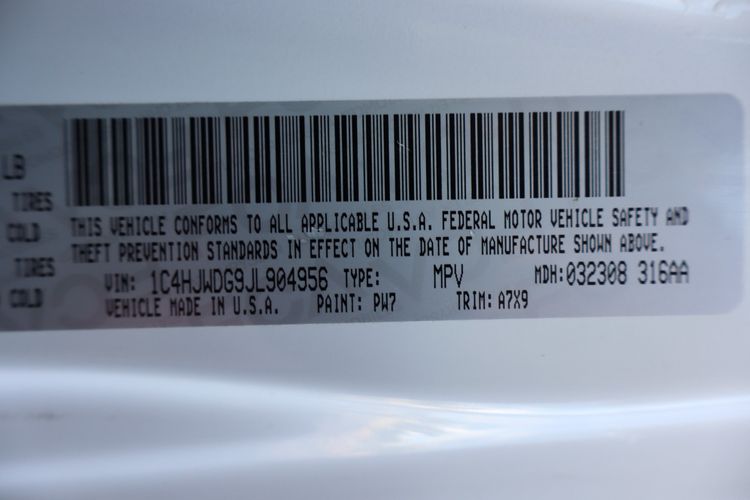 LB
TIRES
COLD
TIRES
COLD
THIS VEHICLE CONFORMS TO ALL APPLICABLE U.S.A. FEDERAL MOTOR VEHICLE SAFETY AND
THEFT PREVENTION STANDARDS IN EFFECT ON THE DATE OF MANUFACTURE SHOWN ABOVE.
VIN: 1C4HJWDG9JL904956 TYPE: MPV MDH:032308 316AA
VEHICLE MADE IN U.S.A. PAINT: PW7 TRIM: A7X9